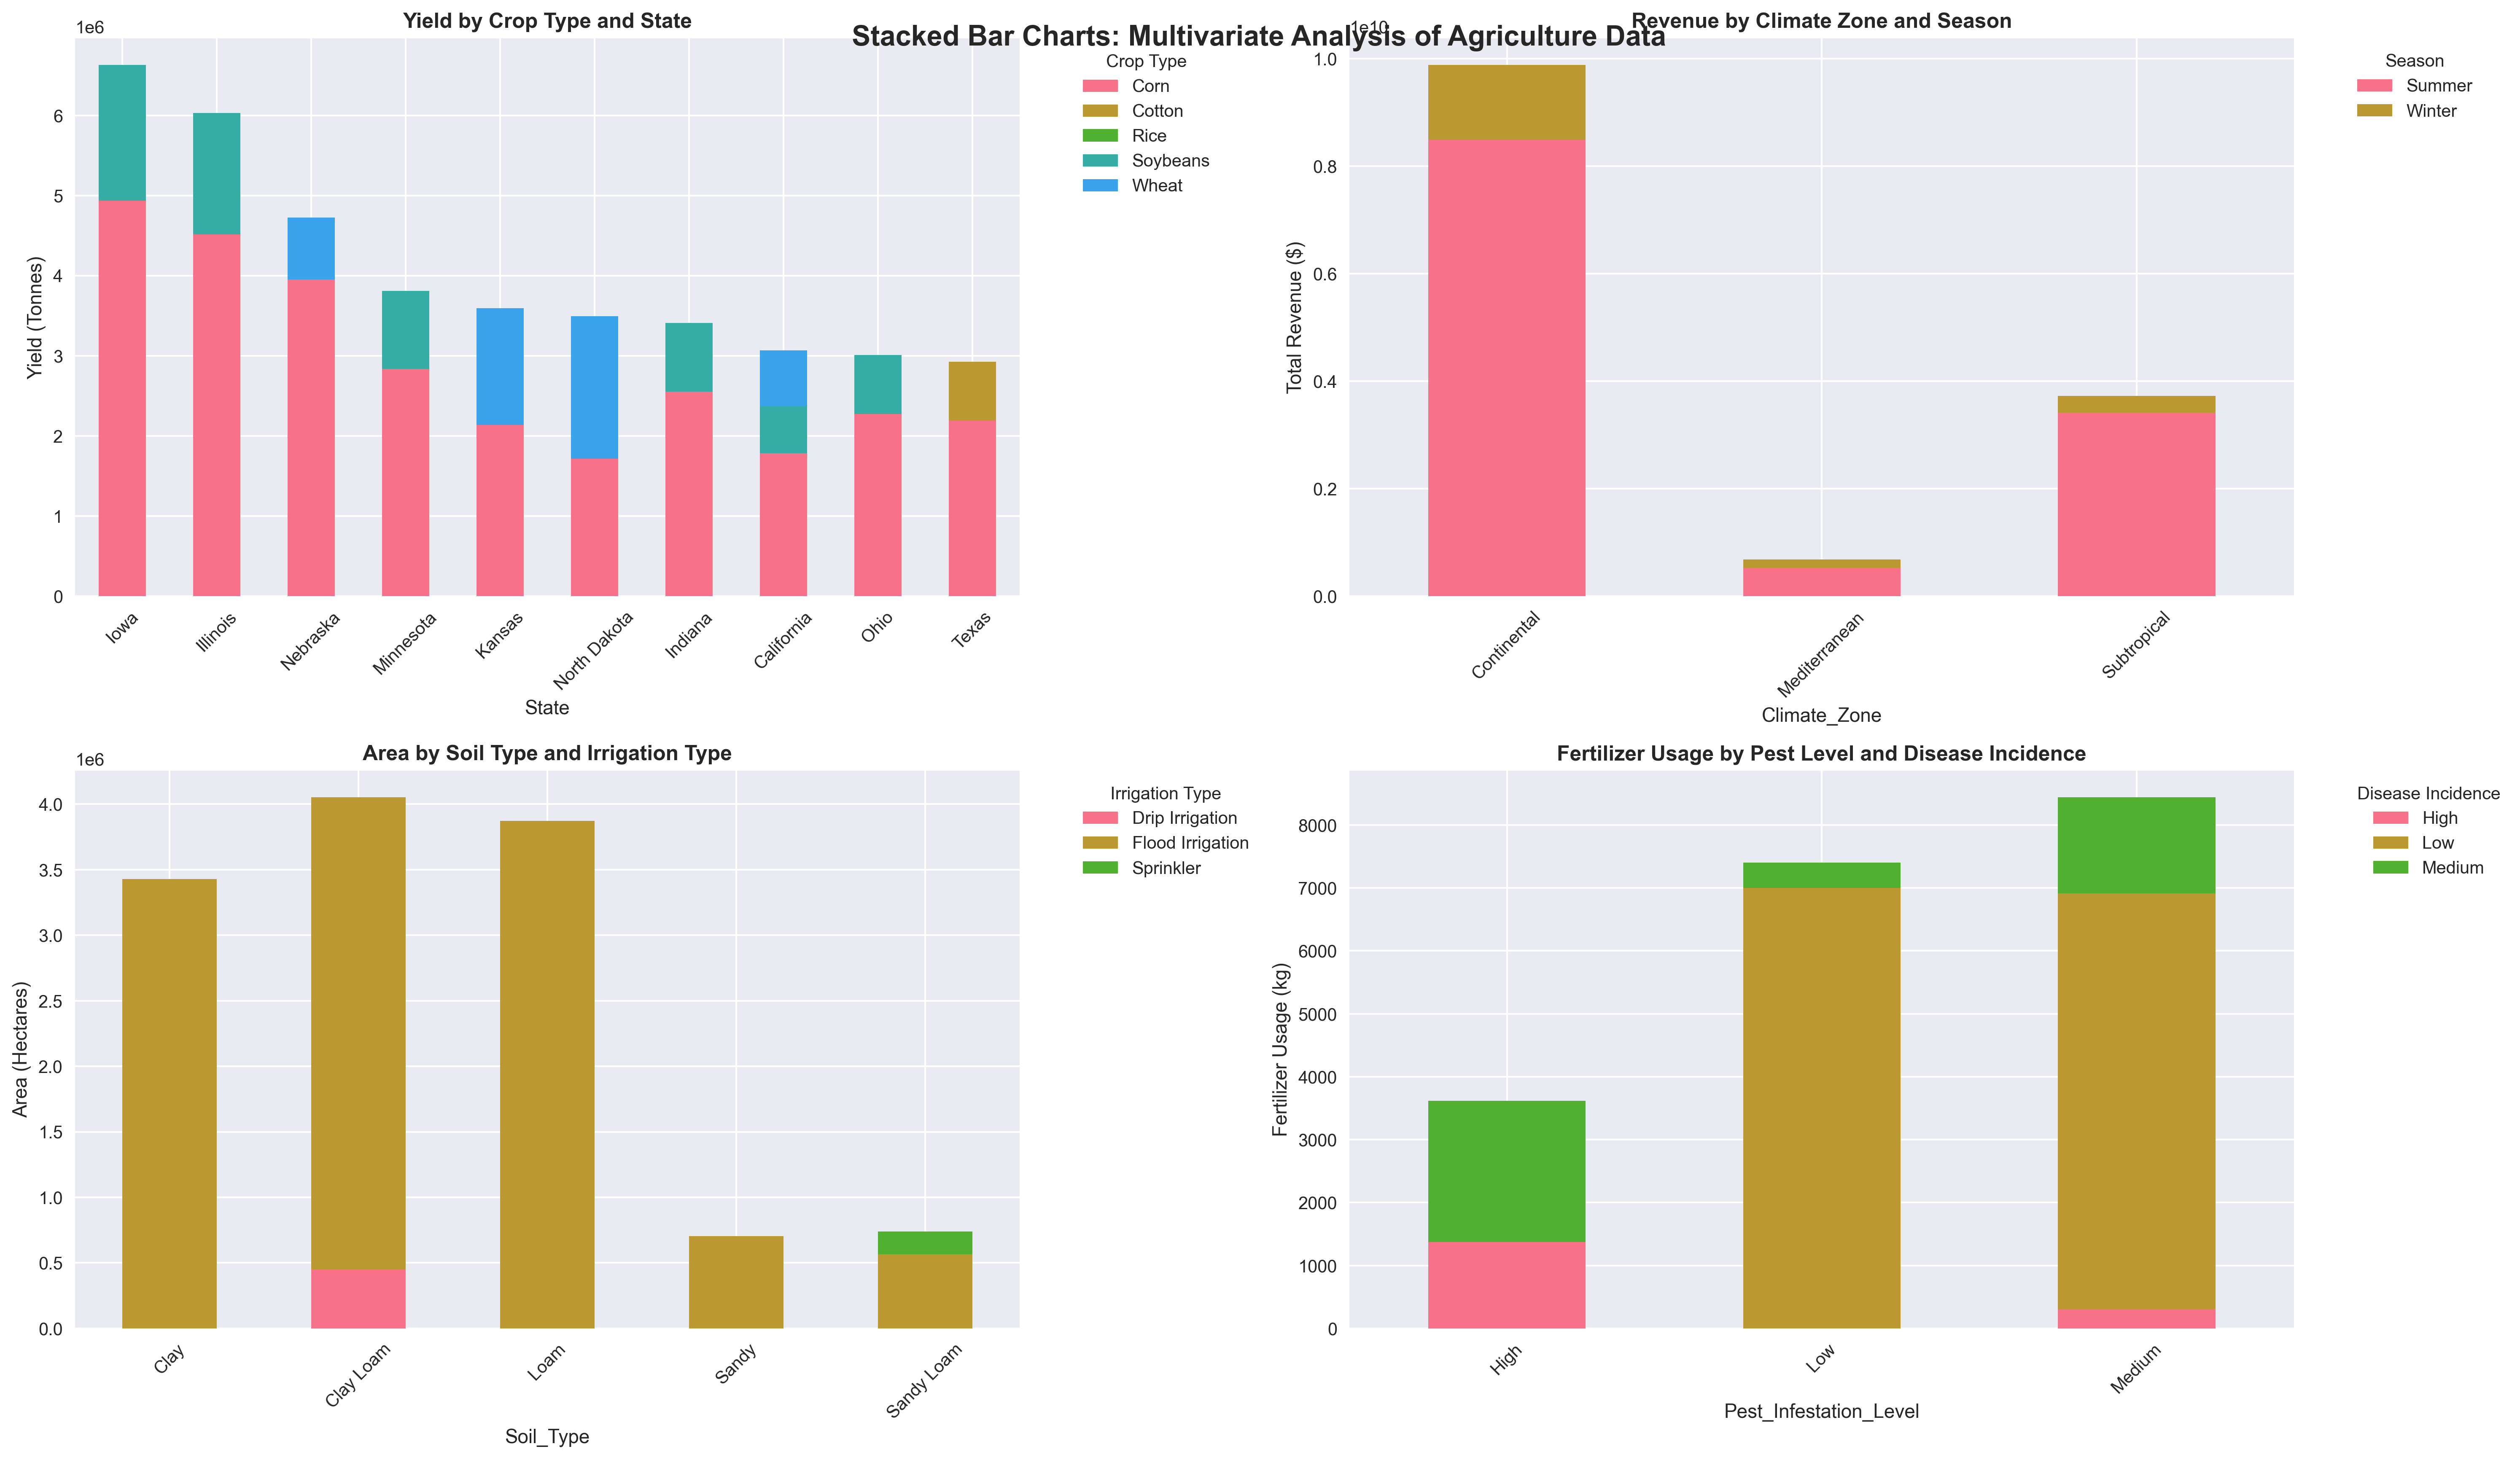 Stacked Bar Charts: Multivariate Analysis of Agriculture Data
Yield by Crop Type and State
1e6
Yield (Tonnes)
6
5
4
3
2
1
0
Iowa
Illinois
Nebraska
Minnesota
Kansas
North Dakota
Indiana
California
Ohio
Texas
State
Crop Type
Corn
Cotton
Rice
Soybeans
Wheat
Revenue by Climate Zone and Season
1e10
Total Revenue ($)
1.0
0.8
0.6
0.4
0.2
0.0
Continental
Mediterranean
Subtropical
Climate_Zone
Season
Summer
Winter
Area by Soil Type and Irrigation Type
1e6
Area (Hectares)
4.0
3.5
3.0
2.5
2.0
1.5
1.0
0.5
0.0
Clay
Clay Loam
Loam
Sandy
Sandy Loam
Soil_Type
Irrigation Type
Drip Irrigation
Flood Irrigation
Sprinkler
Fertilizer Usage by Pest Level and Disease Incidence
Fertilizer Usage (kg)
8000
7000
6000
5000
4000
3000
2000
1000
0
High
Low
Medium
Pest_Infestation_Level
Disease Incidence
High
Low
Medium